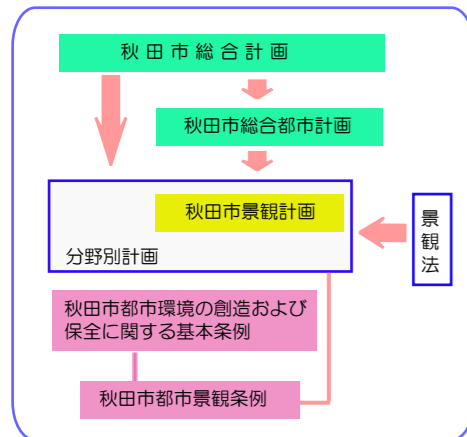 秋田市総合計画
秋田市総合都市計画
秋田市景観計画
分野別計画
景観法
秋田市都市環境の創造および
保全に関する基本条例
秋田市都市景観条例